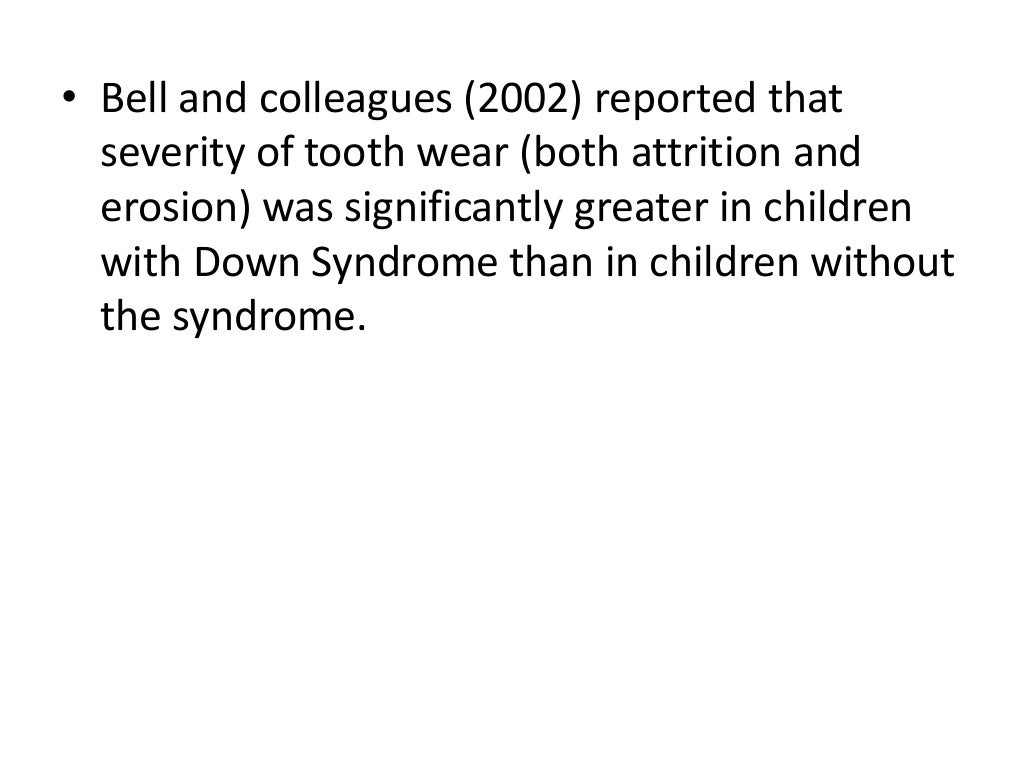 • Bell and colleagues (2002) reported that
severity of tooth wear (both attrition and
erosion) was significantly greater in children
with Down Syndrome than in children without
the syndrome.